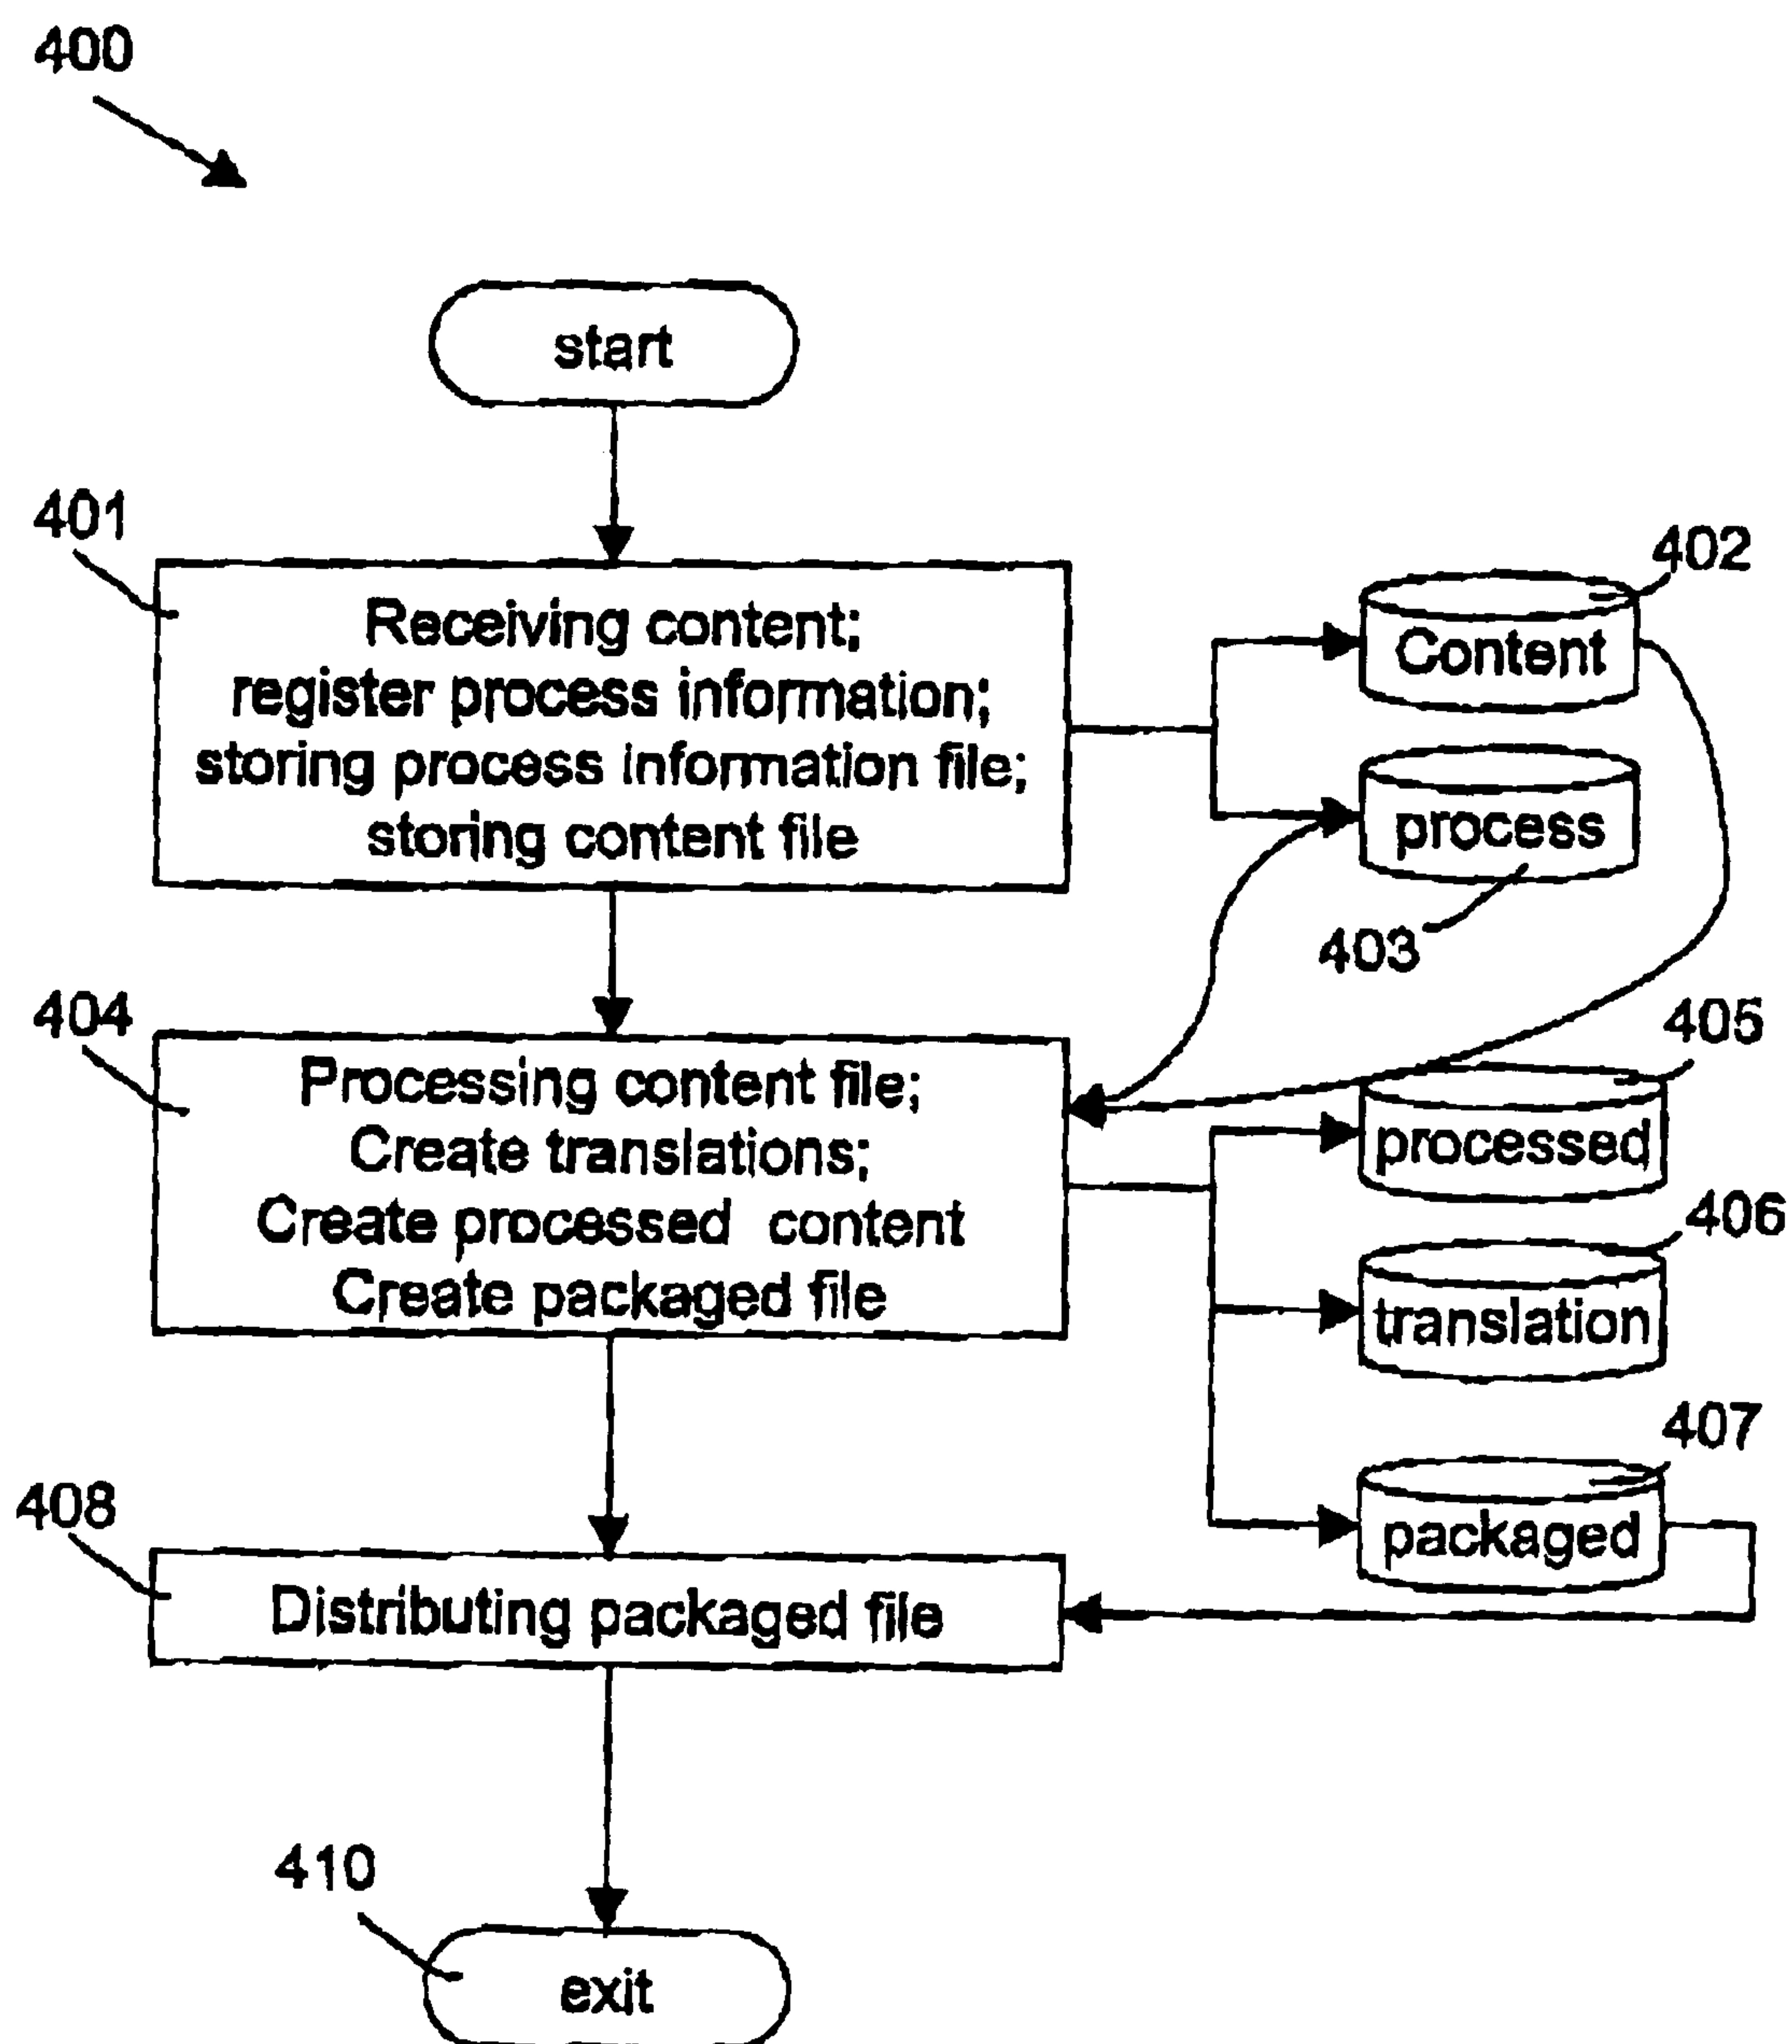 400
start
401
Receiving content;
register process information;
storing process information file;
storing content file
402
Content
process
403
404
Processing content file;
Create translations;
Create processed content
Create packaged file
405
processed
406
translation
407
packaged
408
Distributing packaged file
410
exit